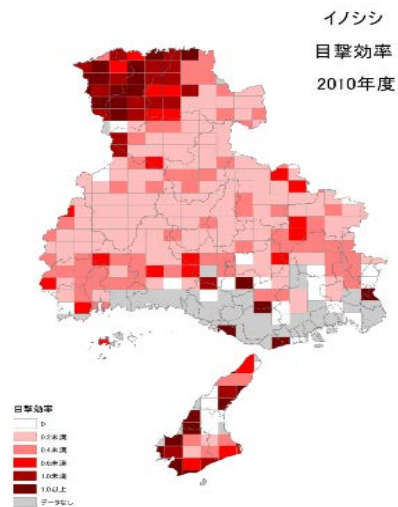 イノシシ
目撃効率
2010年度
目撃効率
0
0.2未満
0.4未満
0.6未満
1.0未満
1.0以上
データなし